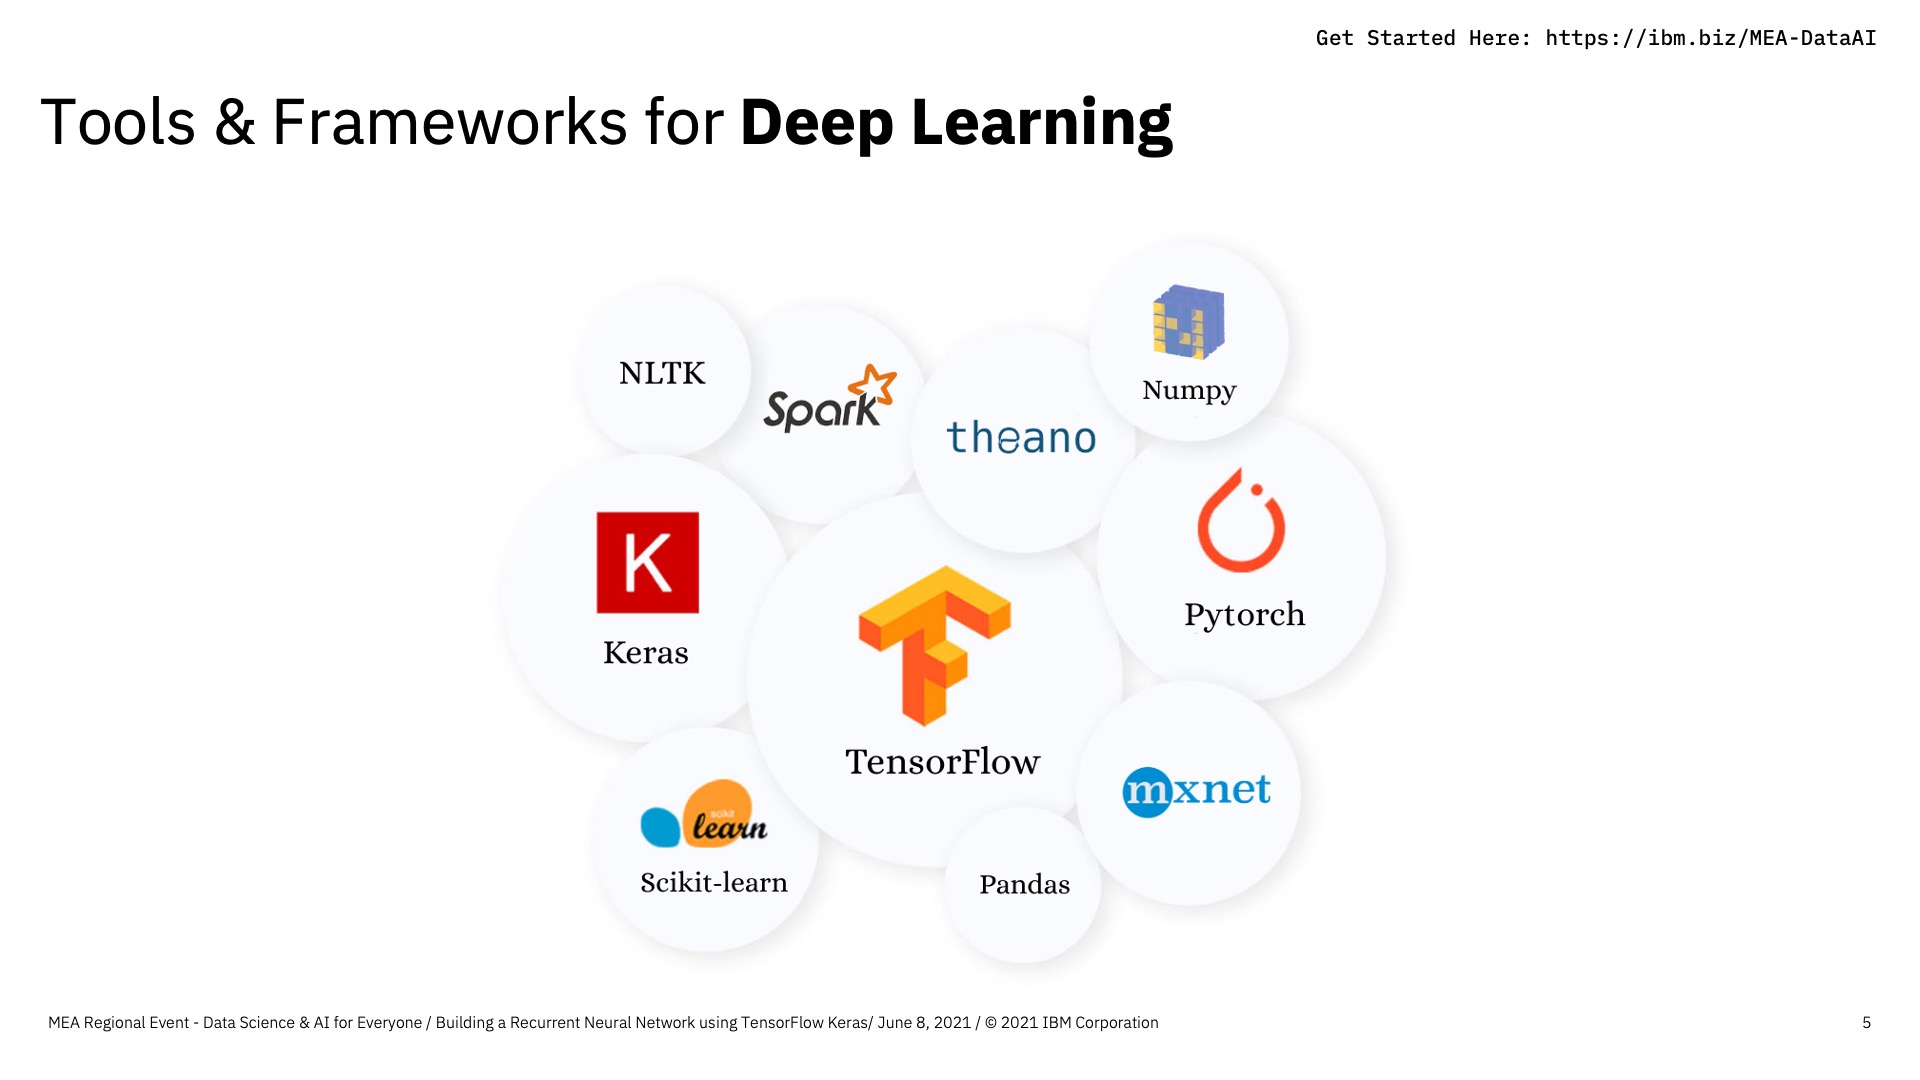 Get Started Here: https://ibm.biz/MEA-DataAI
Tools & Frameworks for Deep Learning
NLTK
Spark
theano
Numpy
K
Keras
TensorFlow
Pytorch
scikit
learn
Scikit-learn
mxnet
Pandas
MEA Regional Event - Data Science & AI for Everyone / Building a Recurrent Neural Network using TensorFlow Keras/ June 8, 2021 / © 2021 IBM Corporation
5